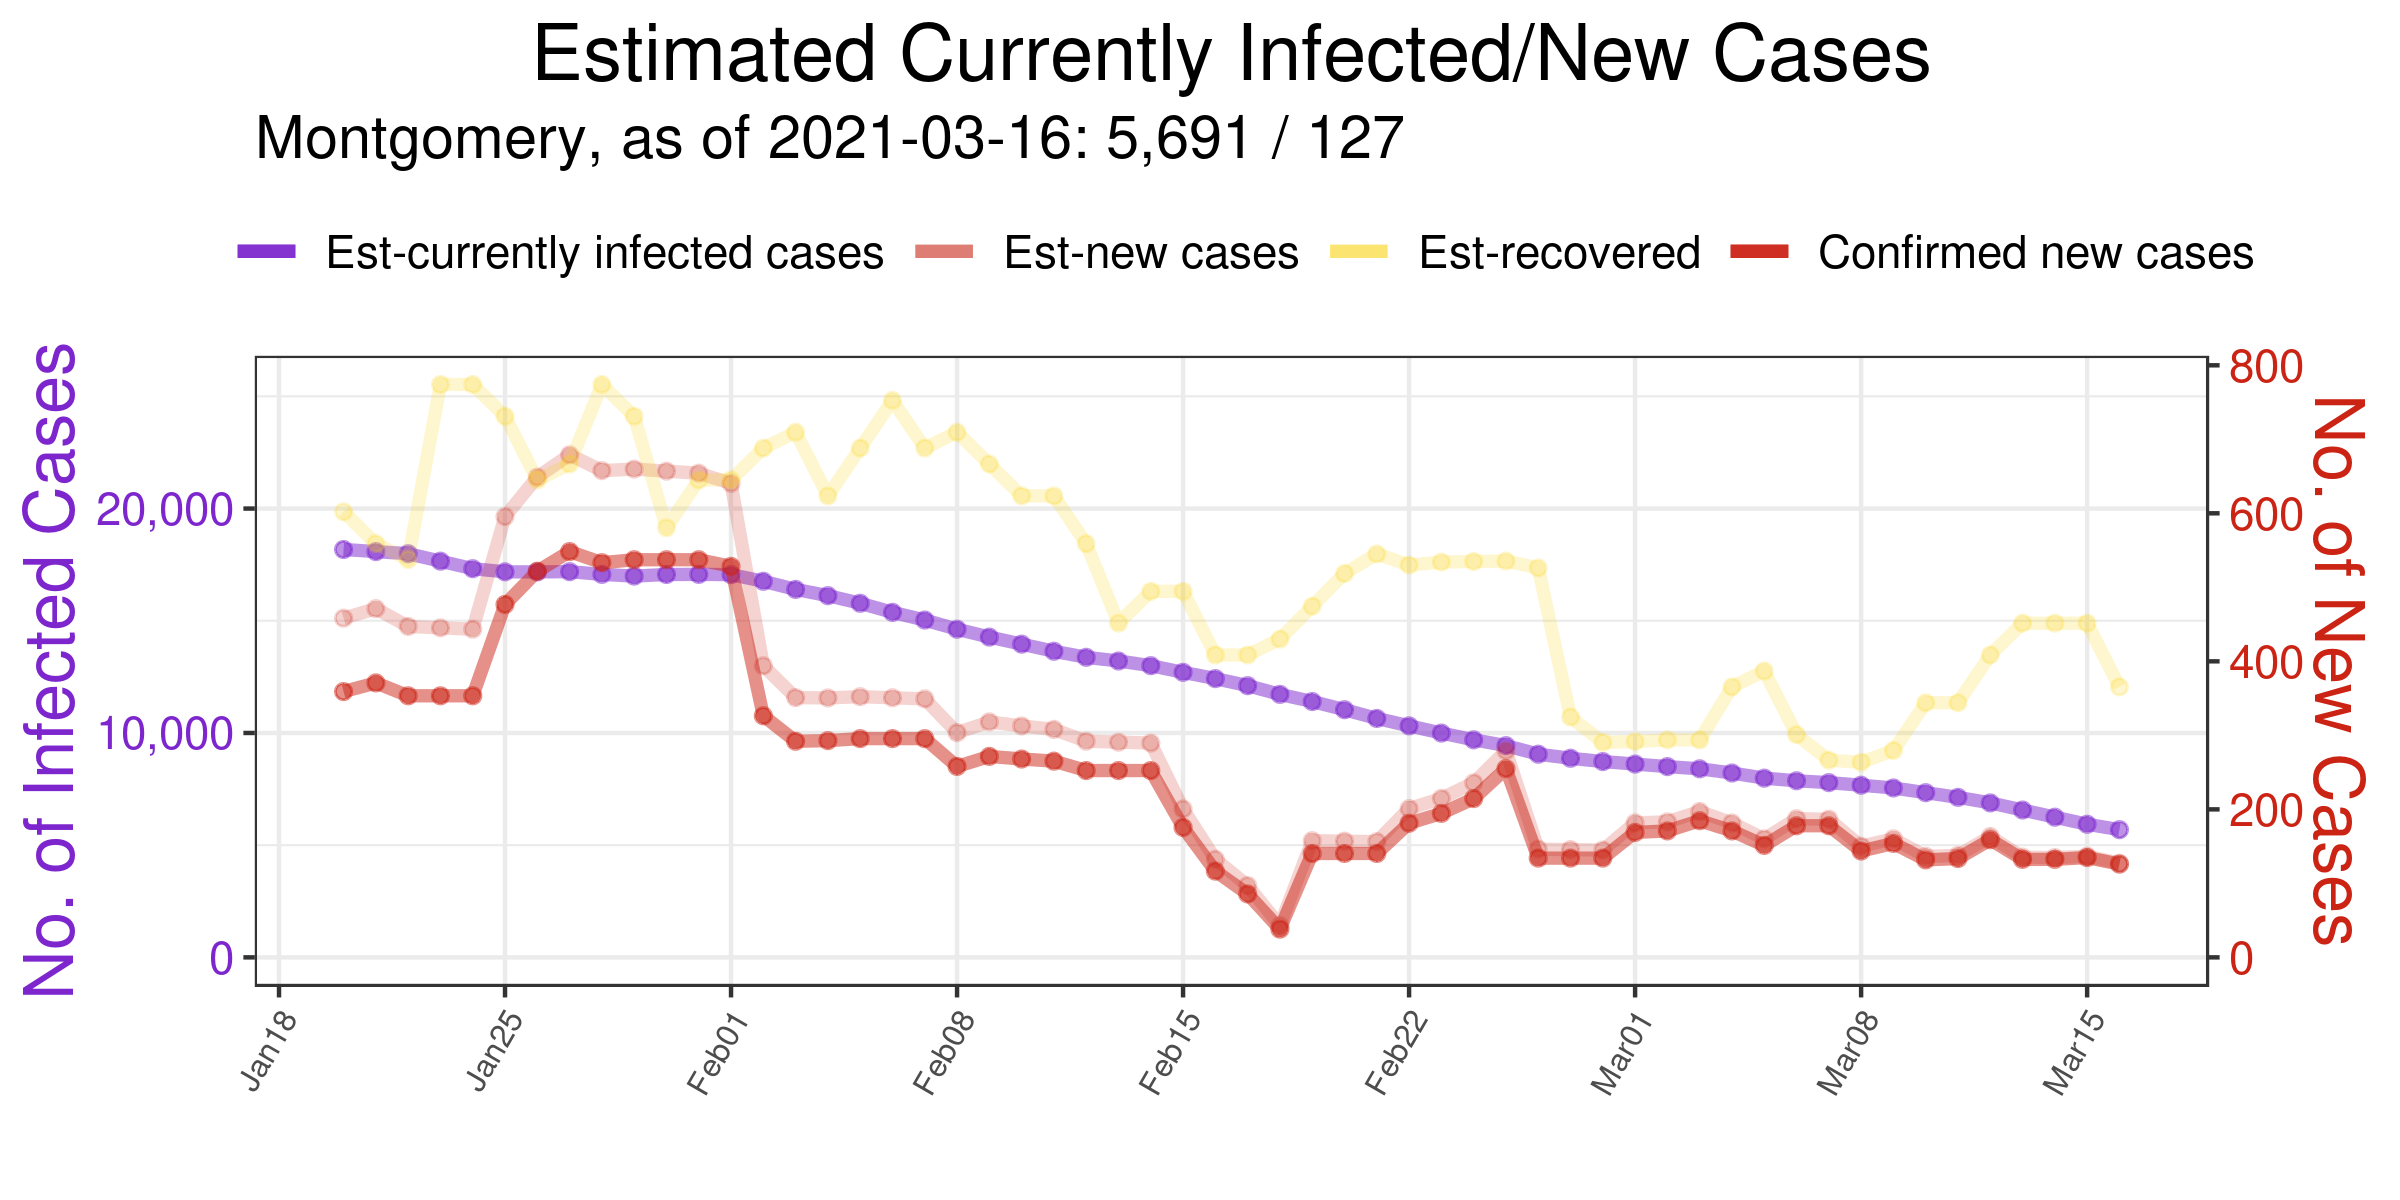 Estimated Currently Infected/New Cases
Montgomery, as of 2021-03-16: 5,691 / 127
Est-currently infected cases Est-new cases Est-recovered Confirmed new cases
No. of Infected Cases
20,000
10,000
0
800
600
400
200
0
No. of New Cases
Jan18 Jan25 Feb01 Feb08 Feb15 Feb22 Mar01 Mar08 Mar15